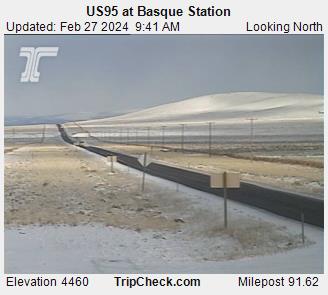 US95 at Basque Station
Updated: Feb 27 2024 9:41 AM Looking North
Elevation 4460 TripCheck.com Milepost 91.62